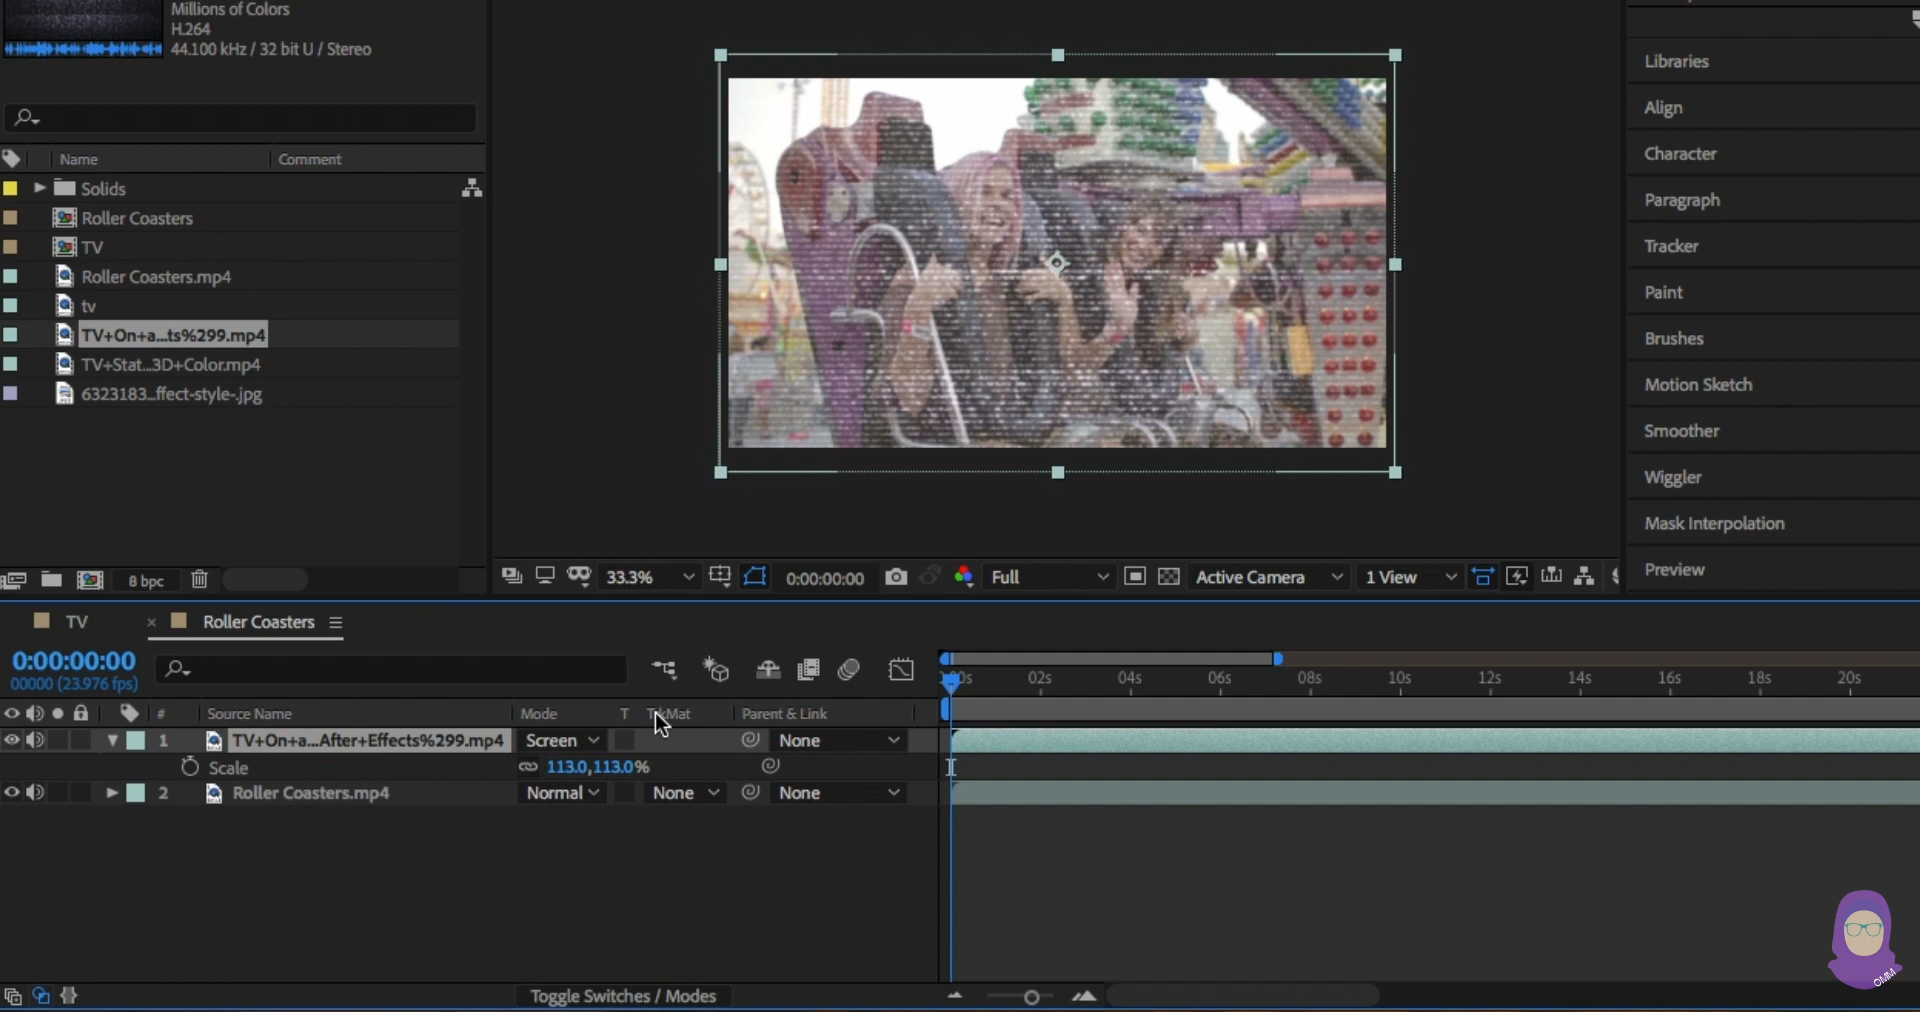 Millions of Colors
H.264
44.100 kHz / 32 bit U / Stereo
Name Comment
Solids
Roller Coasters
TV
Roller Coasters.mp4
tv
TV+On+a...ts%299.mp4
TV+Stat...3D+Color.mp4
6323183...ffect-style-.jpg
8 bpc
33.3%
0:00:00:00
Full
Active Camera
1 View
Libraries
Align
Character
Paragraph
Tracker
Paint
Brushes
Motion Sketch
Smoother
Wiggler
Mask Interpolation
Preview
TV
× Roller Coasters
0:00:00:00
00000 (23.976 fps)
02s 04s 06s 08s 10s 12s 14s 16s 18s 20s
# Source Name Mode T Parent & Link
1 TV+On+a...After+Effects%299.mp4 Screen None
Scale 113.0,113.0%
2 Roller Coasters.mp4 Normal None None
Toggle Switches / Modes
OMM